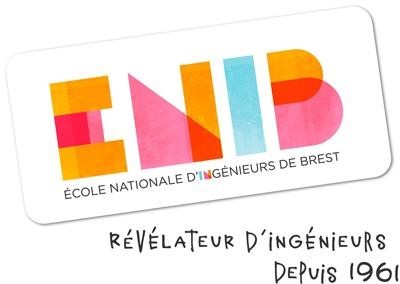 ENIB
ÉCOLE NATIONALE D'INGÉNIEURS DE BREST
RÉVÉLATEUR D'INGÉNIEURS
DEPUIS 1961